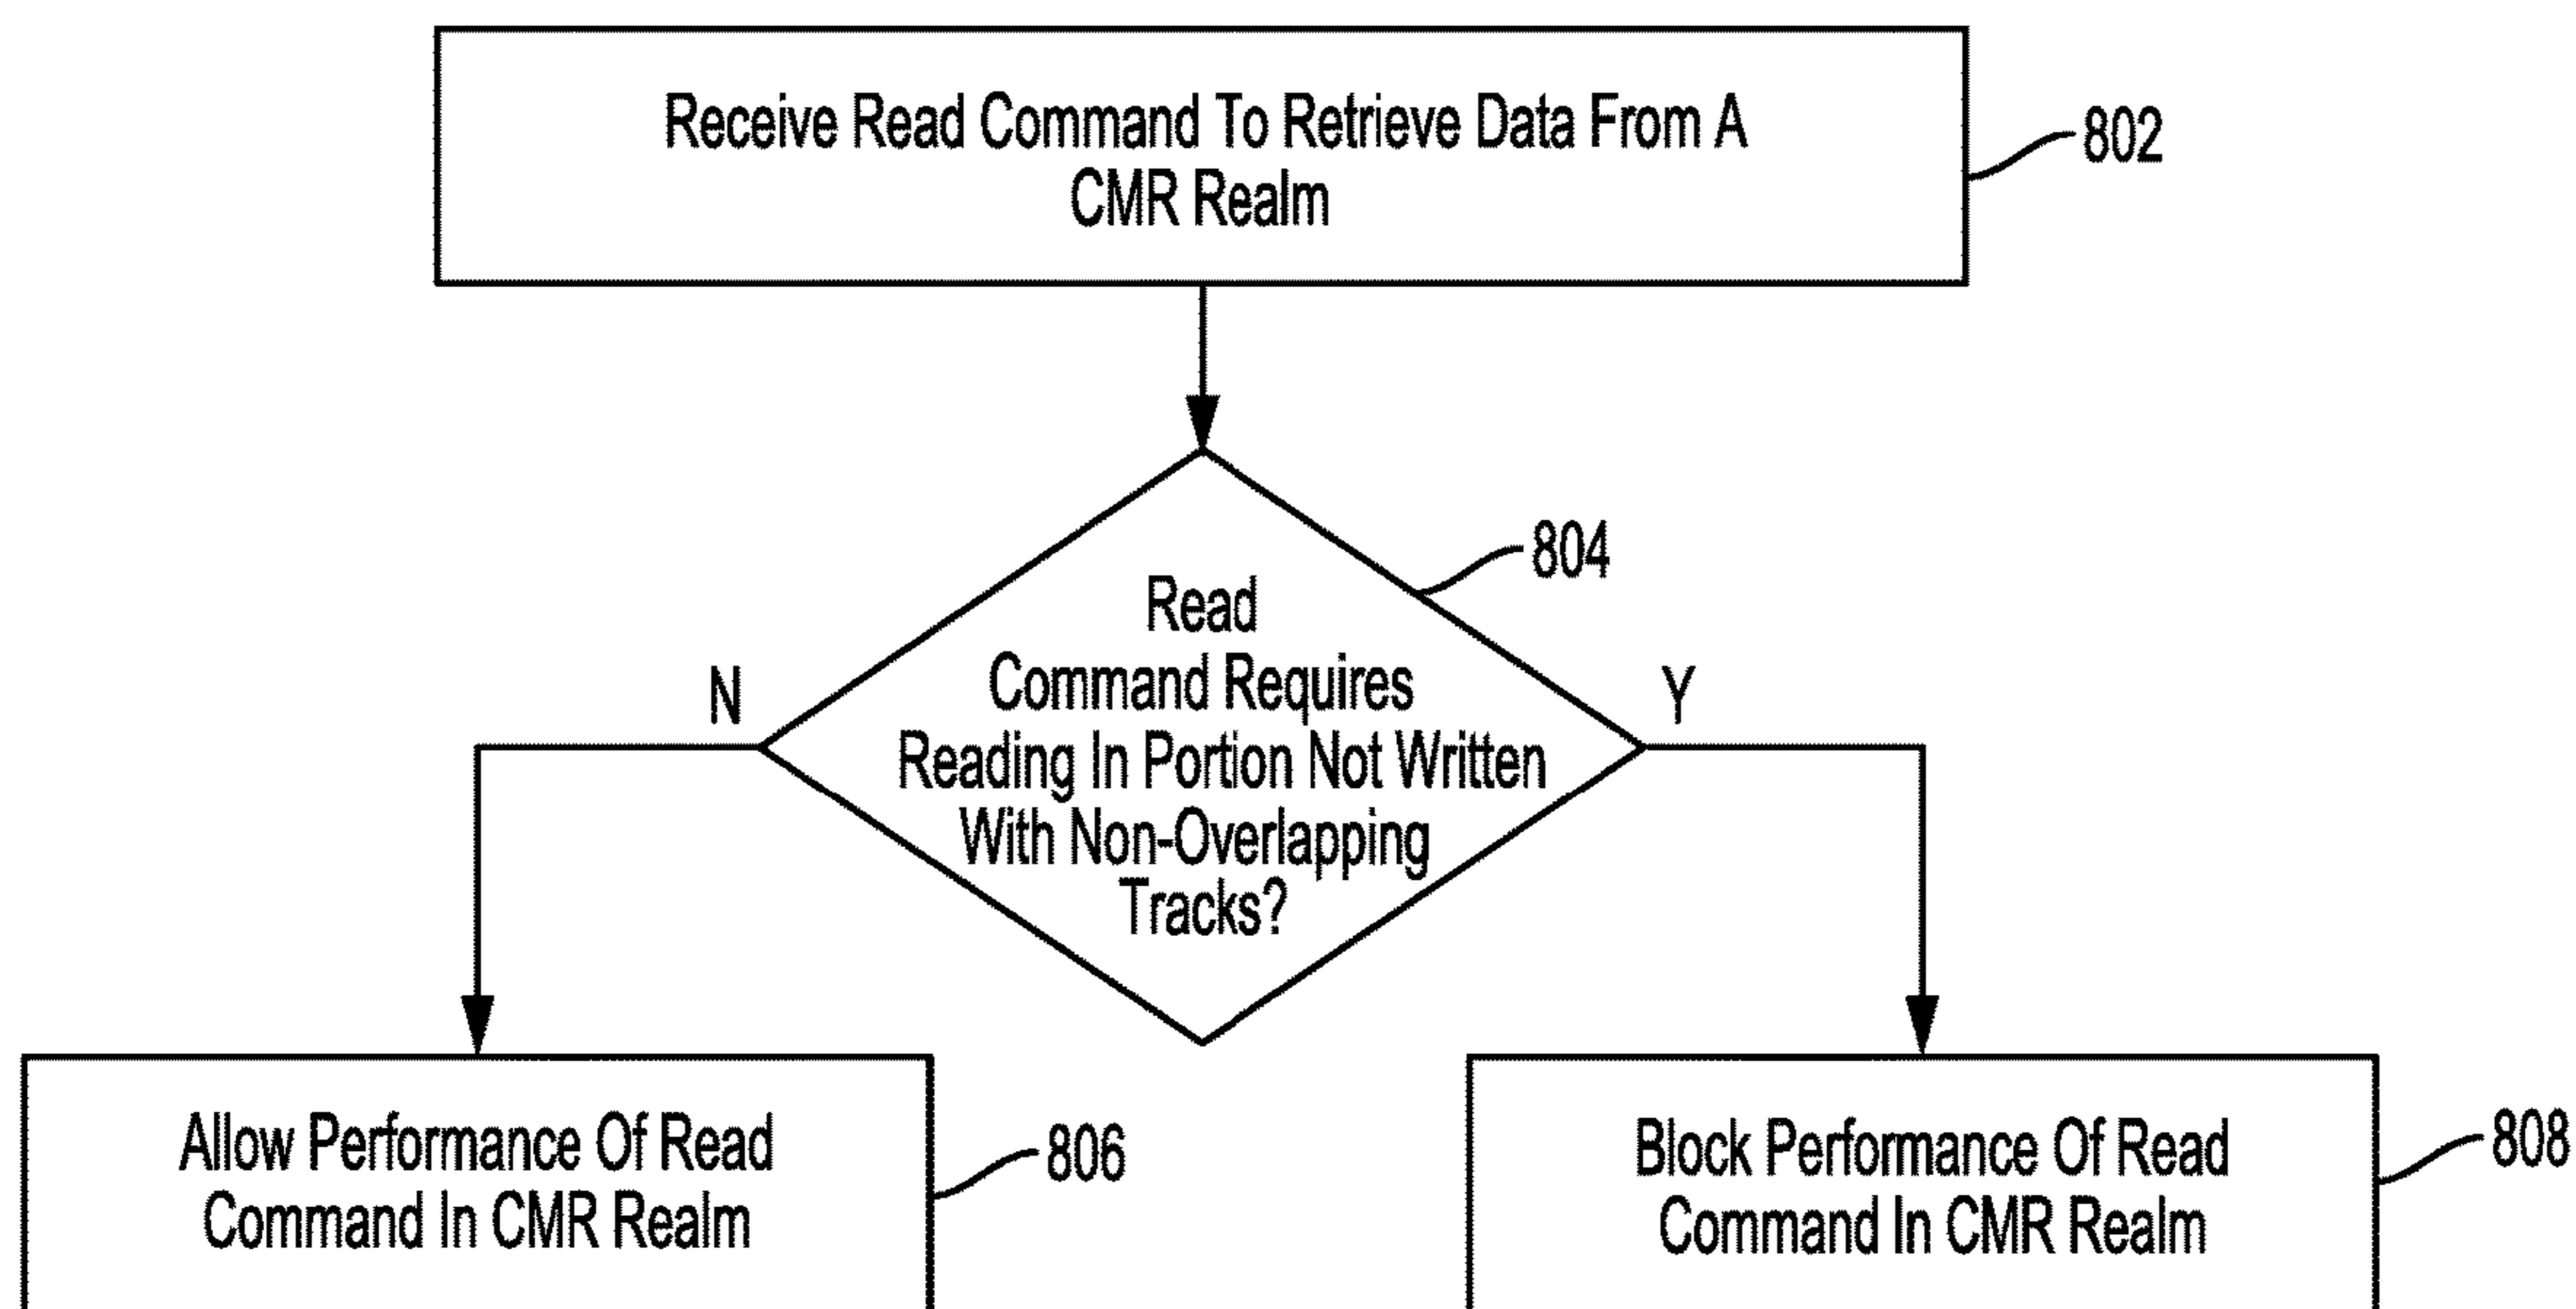 Receive Read Command To Retrieve Data From A
CMR Realm
802
804
Read
Command Requires
Reading In Portion Not Written
With Non-Overlapping
Tracks?
N
Y
Allow Performance Of Read
Command In CMR Realm
806
Block Performance Of Read
Command In CMR Realm
808